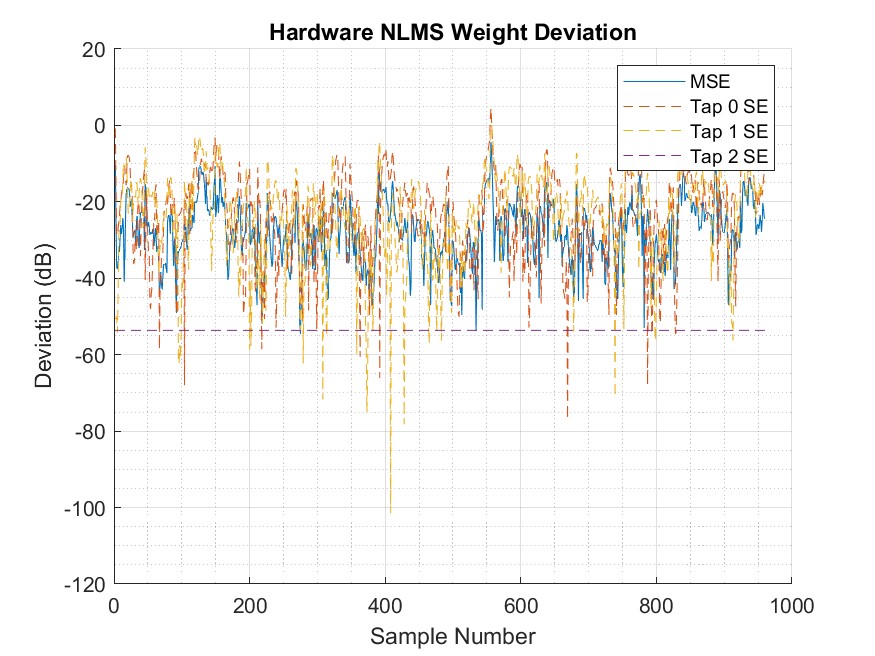 Hardware NLMS Weight Deviation
20
0
-20
-40
-60
-80
-100
-120
Deviation (dB)
MSE
Tap 0 SE
Tap 1 SE
Tap 2 SE
0
200
400
600
800
1000
Sample Number